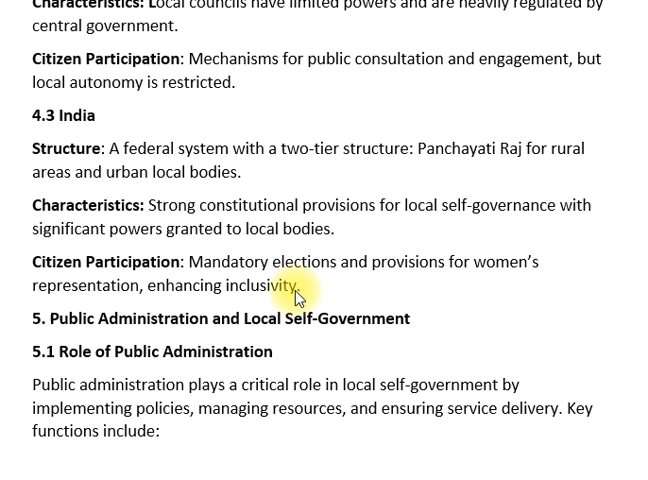 Characteristics: Local councils have limited powers and are heavily regulated by
central government.
Citizen Participation: Mechanisms for public consultation and engagement, but
local autonomy is restricted.
4.3 India
Structure: A federal system with a two-tier structure: Panchayati Raj for rural
areas and urban local bodies.
Characteristics: Strong constitutional provisions for local self-governance with
significant powers granted to local bodies.
Citizen Participation: Mandatory elections and provisions for women’s
representation, enhancing inclusivity.
5. Public Administration and Local Self-Government
5.1 Role of Public Administration
Public administration plays a critical role in local self-government by
implementing policies, managing resources, and ensuring service delivery. Key
functions include: